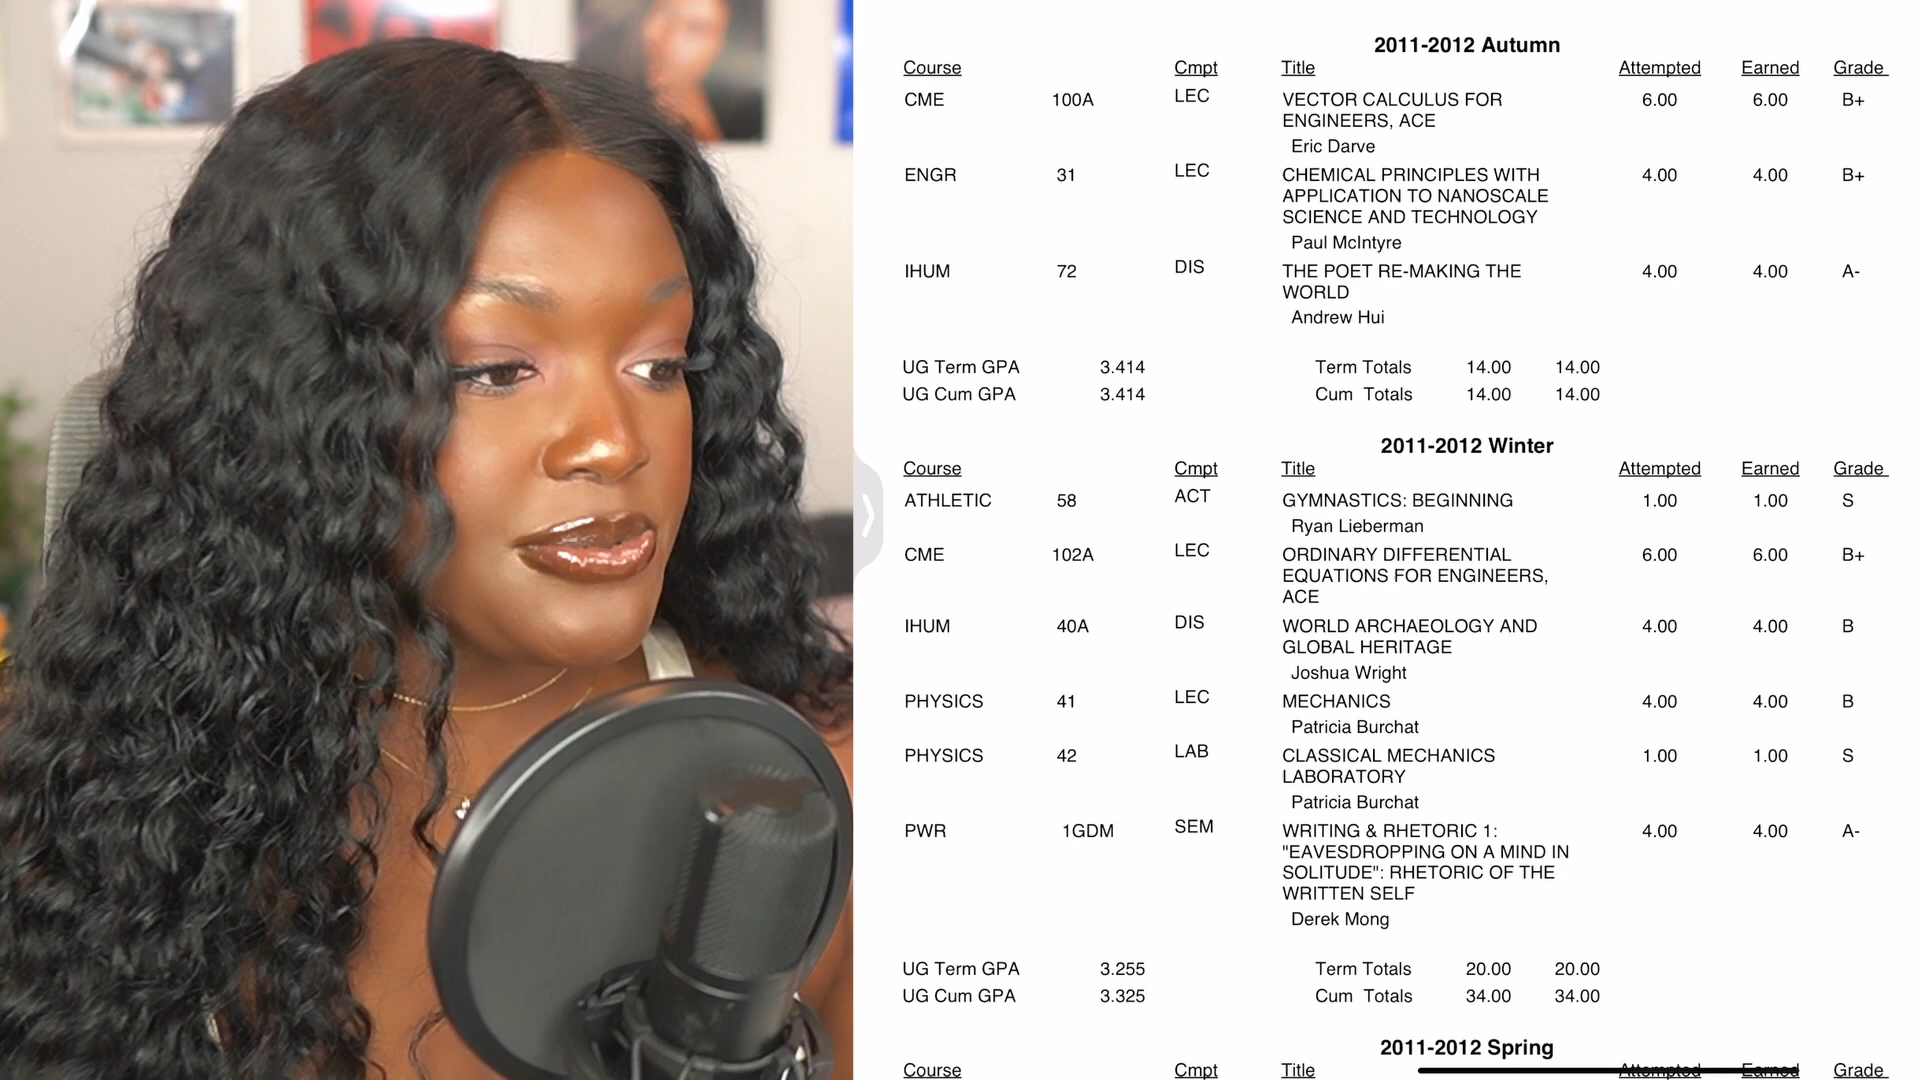 2011-2012 Autumn
Course Cmpt Title Attempted Earned Grade
CME 100A LEC VECTOR CALCULUS FOR 6.00 6.00 B+
ENGINEERS, ACE
Eric Darve
ENGR 31 LEC CHEMICAL PRINCIPLES WITH 4.00 4.00 B+
APPLICATION TO NANOSCALE
SCIENCE AND TECHNOLOGY
Paul McIntyre
IHUM 72 DIS THE POET RE-MAKING THE 4.00 4.00 A-
WORLD
Andrew Hui
UG Term GPA 3.414 Term Totals 14.00 14.00
UG Cum GPA 3.414 Cum Totals 14.00 14.00
2011-2012 Winter
Course Cmpt Title Attempted Earned Grade
ATHLETIC 58 ACT GYMNASTICS: BEGINNING 1.00 1.00 S
Ryan Lieberman
CME 102A LEC ORDINARY DIFFERENTIAL 6.00 6.00 B+
EQUATIONS FOR ENGINEERS,
ACE
IHUM 40A DIS WORLD ARCHAEOLOGY AND 4.00 4.00 B
GLOBAL HERITAGE
Joshua Wright
PHYSICS 41 LEC MECHANICS 4.00 4.00 B
Patricia Burchat
PHYSICS 42 LAB CLASSICAL MECHANICS 1.00 1.00 S
LABORATORY
Patricia Burchat
PWR 1GDM SEM WRITING & RHETORIC 1: 4.00 4.00 A-
"EAVESDROPPING ON A MIND IN
SOLITUDE": RHETORIC OF THE
WRITTEN SELF
Derek Mong
UG Term GPA 3.255 Term Totals 20.00 20.00
UG Cum GPA 3.325 Cum Totals 34.00 34.00
2011-2012 Spring
Course Cmpt Title Attempted Earned Grade